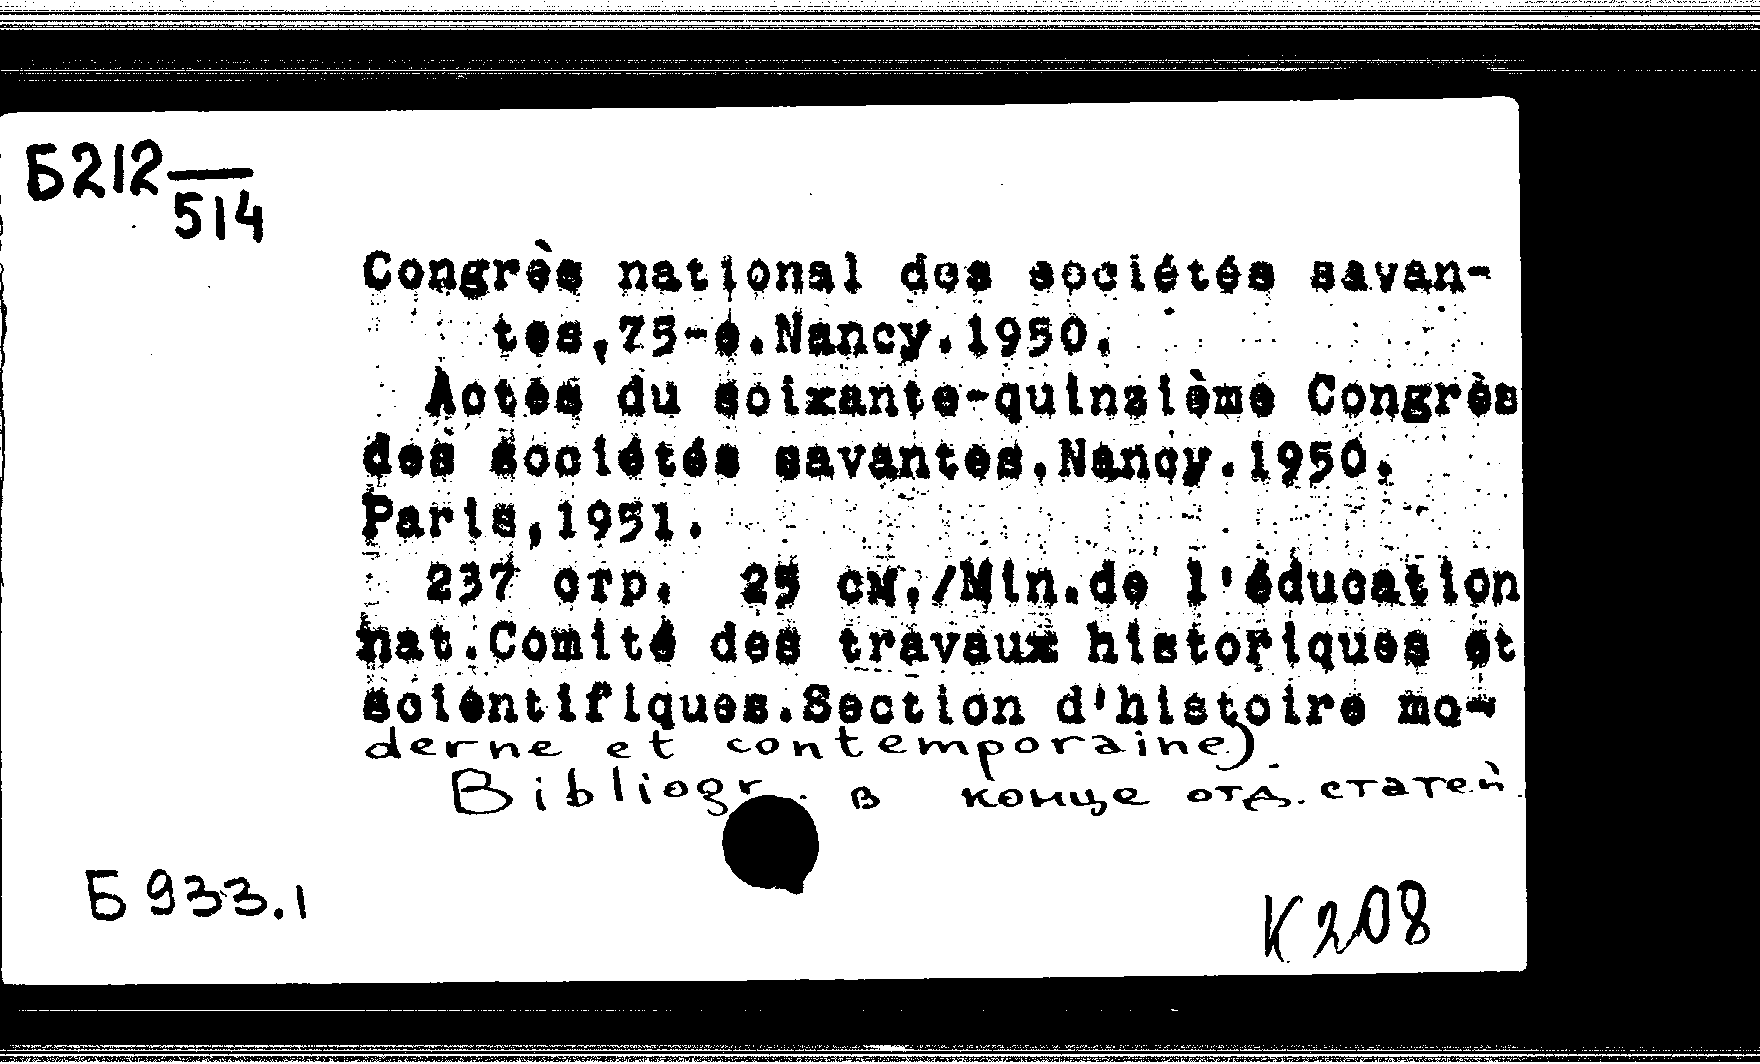 Б212
514
Congrès national des sociétés savan-
tes,75-e.Nancy.1950.
Actes du soixante-quinzième Congrès
des sociétés savantes.Nancy.1950.
Paris,1951.
237 стр. 25 см./Min.de l'éducation
nat.Comité des travaux historiques et
scientifiques.Section d'histoire mo-
derne et contemporaine)
Bibliogr. в конце отд. статей.
Б 933.1
К 208